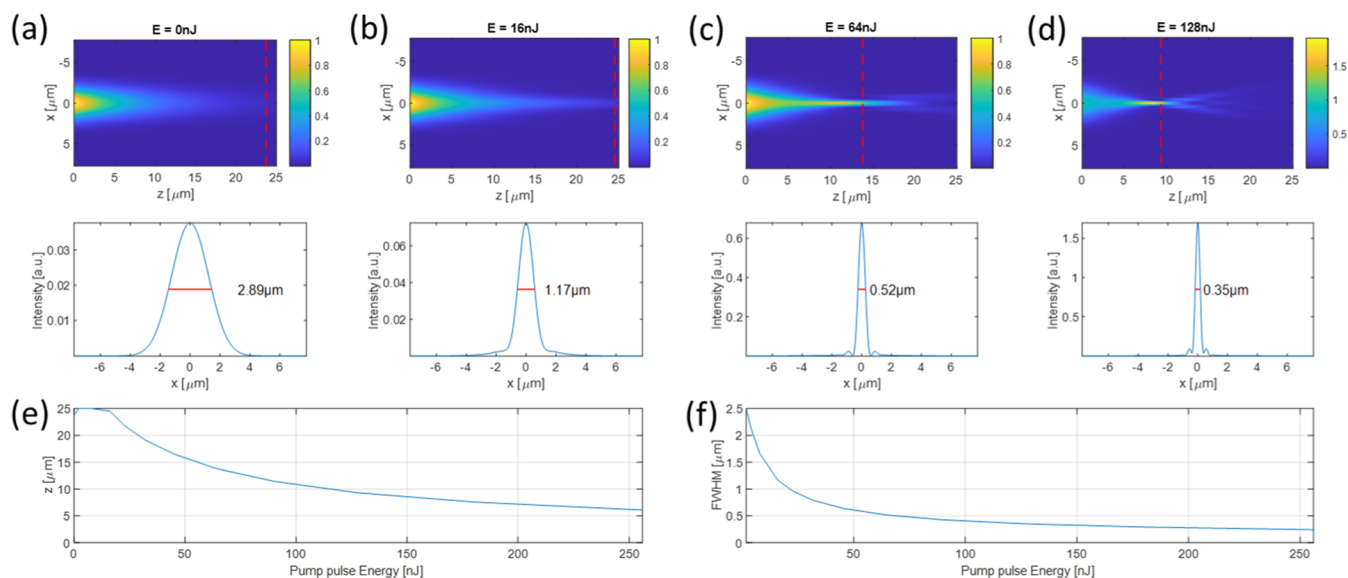 (a)
E = 0nJ
-5
0
5
x [μm]
0 5 10 15 20 25
z [μm]
1
0.8
0.6
0.4
0.2
(b)
E = 16nJ
-5
0
5
x [μm]
0 5 10 15 20 25
z [μm]
1
0.8
0.6
0.4
0.2
(c)
E = 64nJ
-5
0
5
x [μm]
0 5 10 15 20 25
z [μm]
1
0.8
0.6
0.4
0.2
(d)
E = 128nJ
-5
0
5
x [μm]
0 5 10 15 20 25
z [μm]
1.5
1
0.5
0.03
0.02
0.01
Intensity [a.u.]
2.89μm
-6 -4 -2 0 2 4 6
x [μm]
0.06
0.04
0.02
Intensity [a.u.]
1.17μm
-6 -4 -2 0 2 4 6
x [μm]
0.6
0.4
0.2
Intensity [a.u.]
0.52μm
-6 -4 -2 0 2 4 6
x [μm]
1.5
1
0.5
Intensity [a.u.]
0.35μm
-6 -4 -2 0 2 4 6
x [μm]
(e)
25
20
15
10
5
0
z [μm]
0 50 100 150 200 250
Pump pulse Energy [nJ]
(f)
2.5
2
1.5
1
0.5
0
FWHM [μm]
50 100 150 200 250
Pump pulse Energy [nJ]